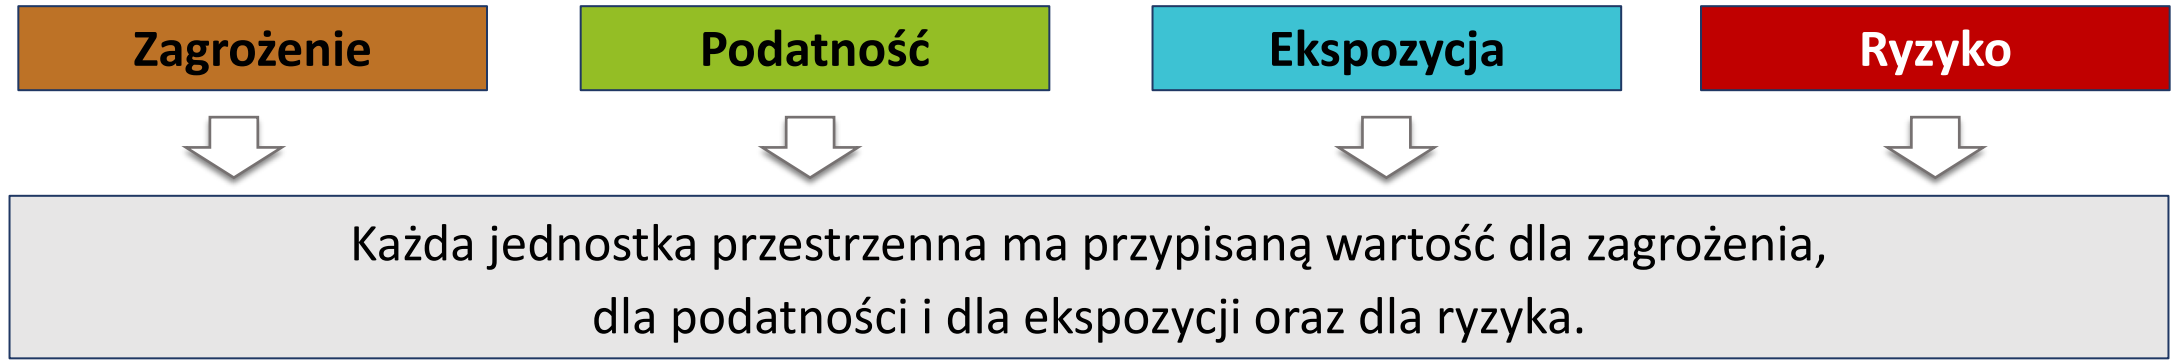 Zagrożenie
Podatność
Ekspozycja
Ryzyko
Każda jednostka przestrzenna ma przypisaną wartość dla zagrożenia,
dla podatności i dla ekspozycji oraz dla ryzyka.